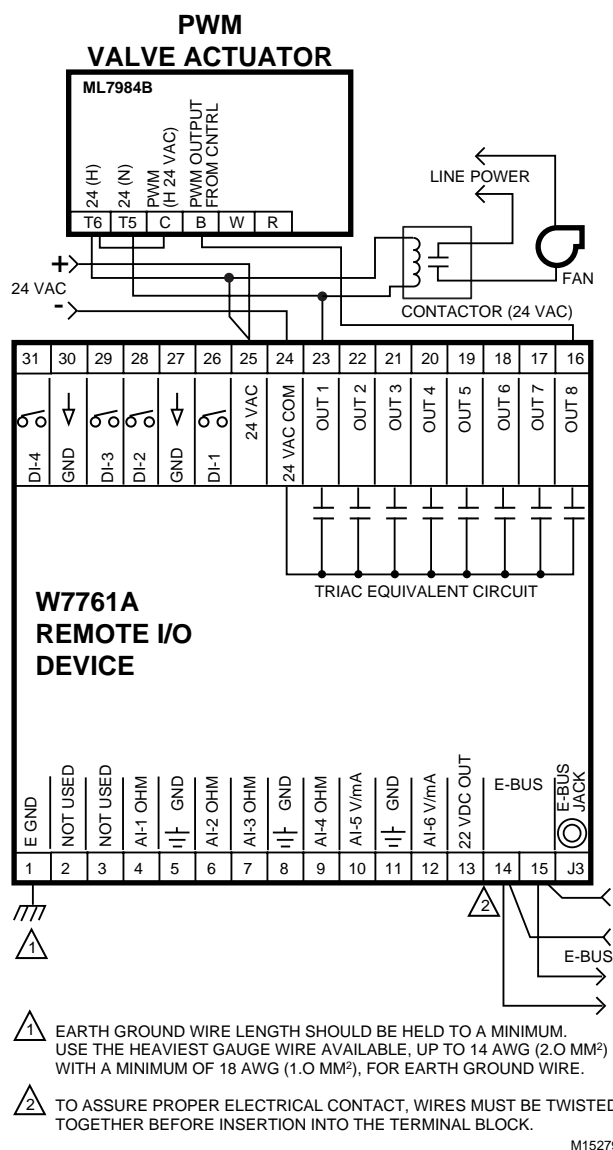 PWM
VALVE ACTUATOR
ML7984B
24 (H)
24 (N)
PWM
(H 24 VAC)
PWM OUTPUT
FROM CNTRL
T6 T5 C B W R
LINE POWER
FAN
+
24 VAC
-
CONTACTOR (24 VAC)
31 30 29 28 27 26 25 24 23 22 21 20 19 18 17 16
DI-4
GND
DI-3
DI-2
GND
DI-1
24 VAC
24 VAC COM
OUT 1
OUT 2
OUT 3
OUT 4
OUT 5
OUT 6
OUT 7
OUT 8
TRIAC EQUIVALENT CIRCUIT
W7761A
REMOTE I/O
DEVICE
E GND
NOT USED
NOT USED
AI-1 OHM
GND
AI-2 OHM
AI-3 OHM
GND
AI-4 OHM
AI-5 V/mA
GND
AI-6 V/mA
22 VDC OUT
E-BUS
E-BUS
JACK
1 2 3 4 5 6 7 8 9 10 11 12 13 14 15 J3
2
1
E-BUS
1 EARTH GROUND WIRE LENGTH SHOULD BE HELD TO A MINIMUM.
USE THE HEAVIEST GAUGE WIRE AVAILABLE, UP TO 14 AWG (2.O MM²)
WITH A MINIMUM OF 18 AWG (1.O MM²), FOR EARTH GROUND WIRE.
2 TO ASSURE PROPER ELECTRICAL CONTACT, WIRES MUST BE TWISTED
TOGETHER BEFORE INSERTION INTO THE TERMINAL BLOCK.
M15279